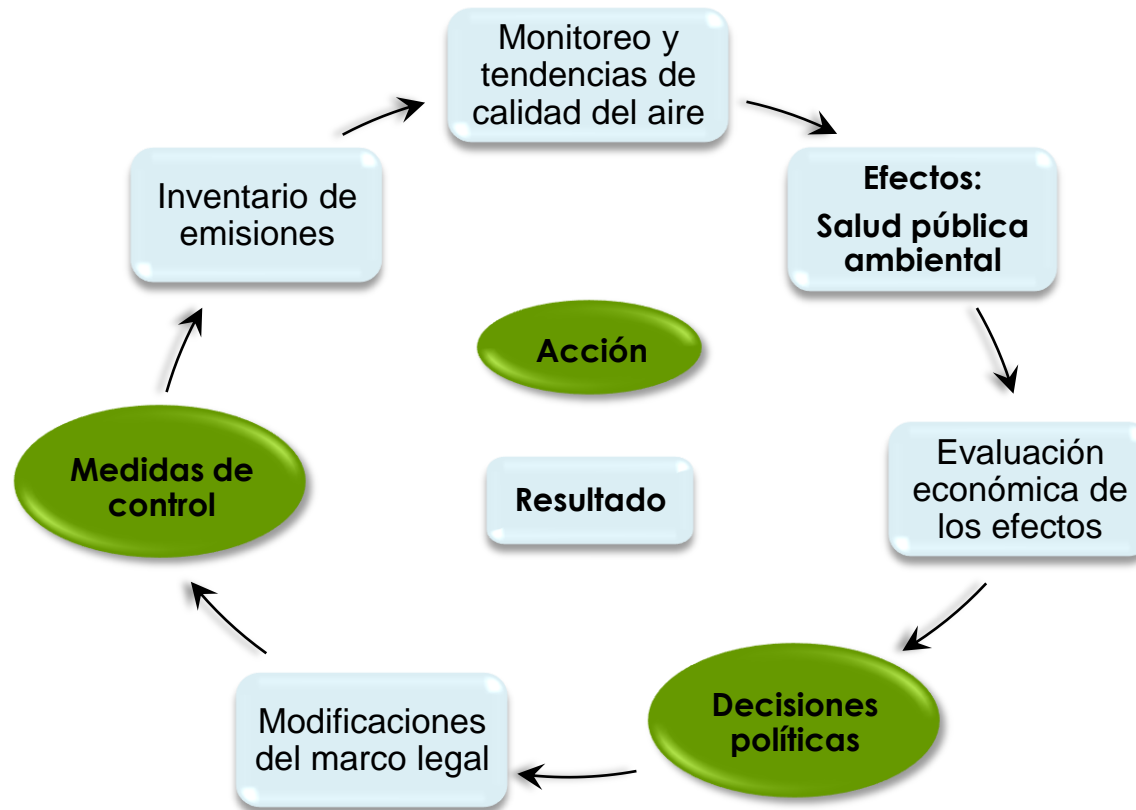 Monitoreo y
tendencias de
calidad del aire
Efectos:
Salud pública
ambiental
Evaluación
económica de
los efectos
Decisiones
políticas
Modificaciones
del marco legal
Medidas de
control
Inventario de
emisiones
Acción
Resultado